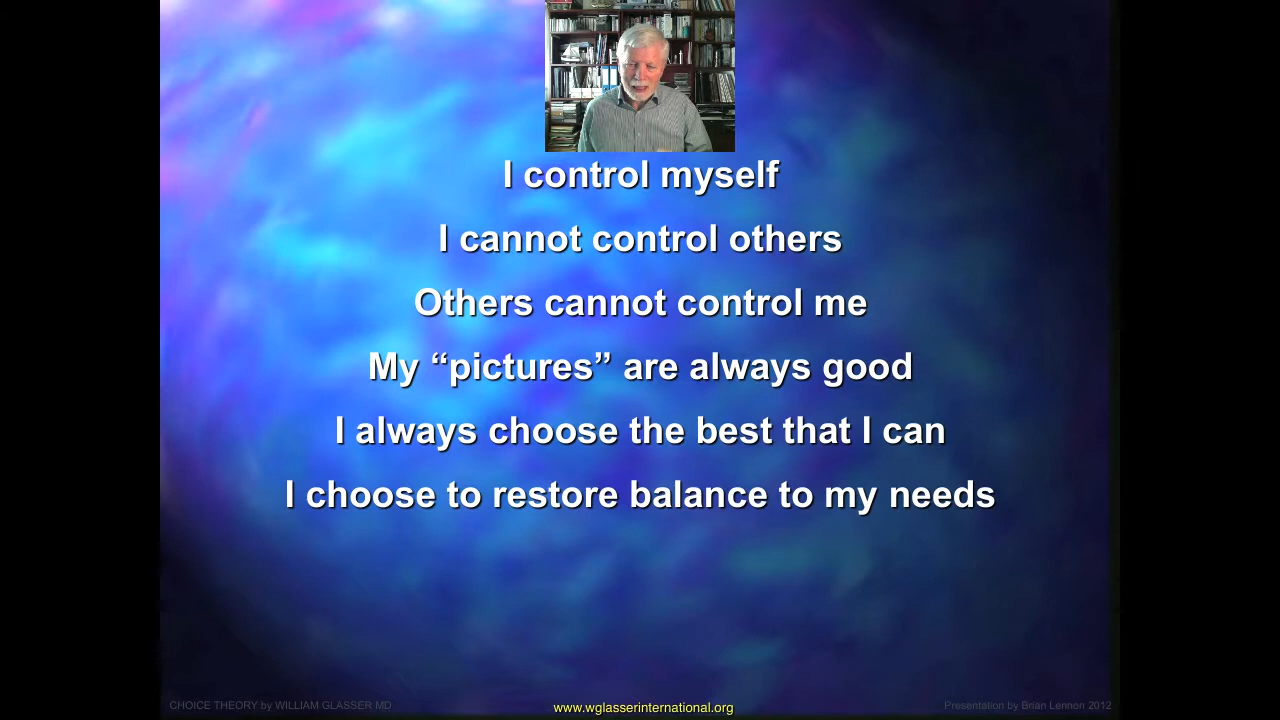 I control myself
I cannot control others
Others cannot control me
My “pictures” are always good
I always choose the best that I can
I choose to restore balance to my needs
CHOICE THEORY by WILLIAM GLASSER MD
www.wglasserinternational.org
Presentation by Brian Lennon 2012